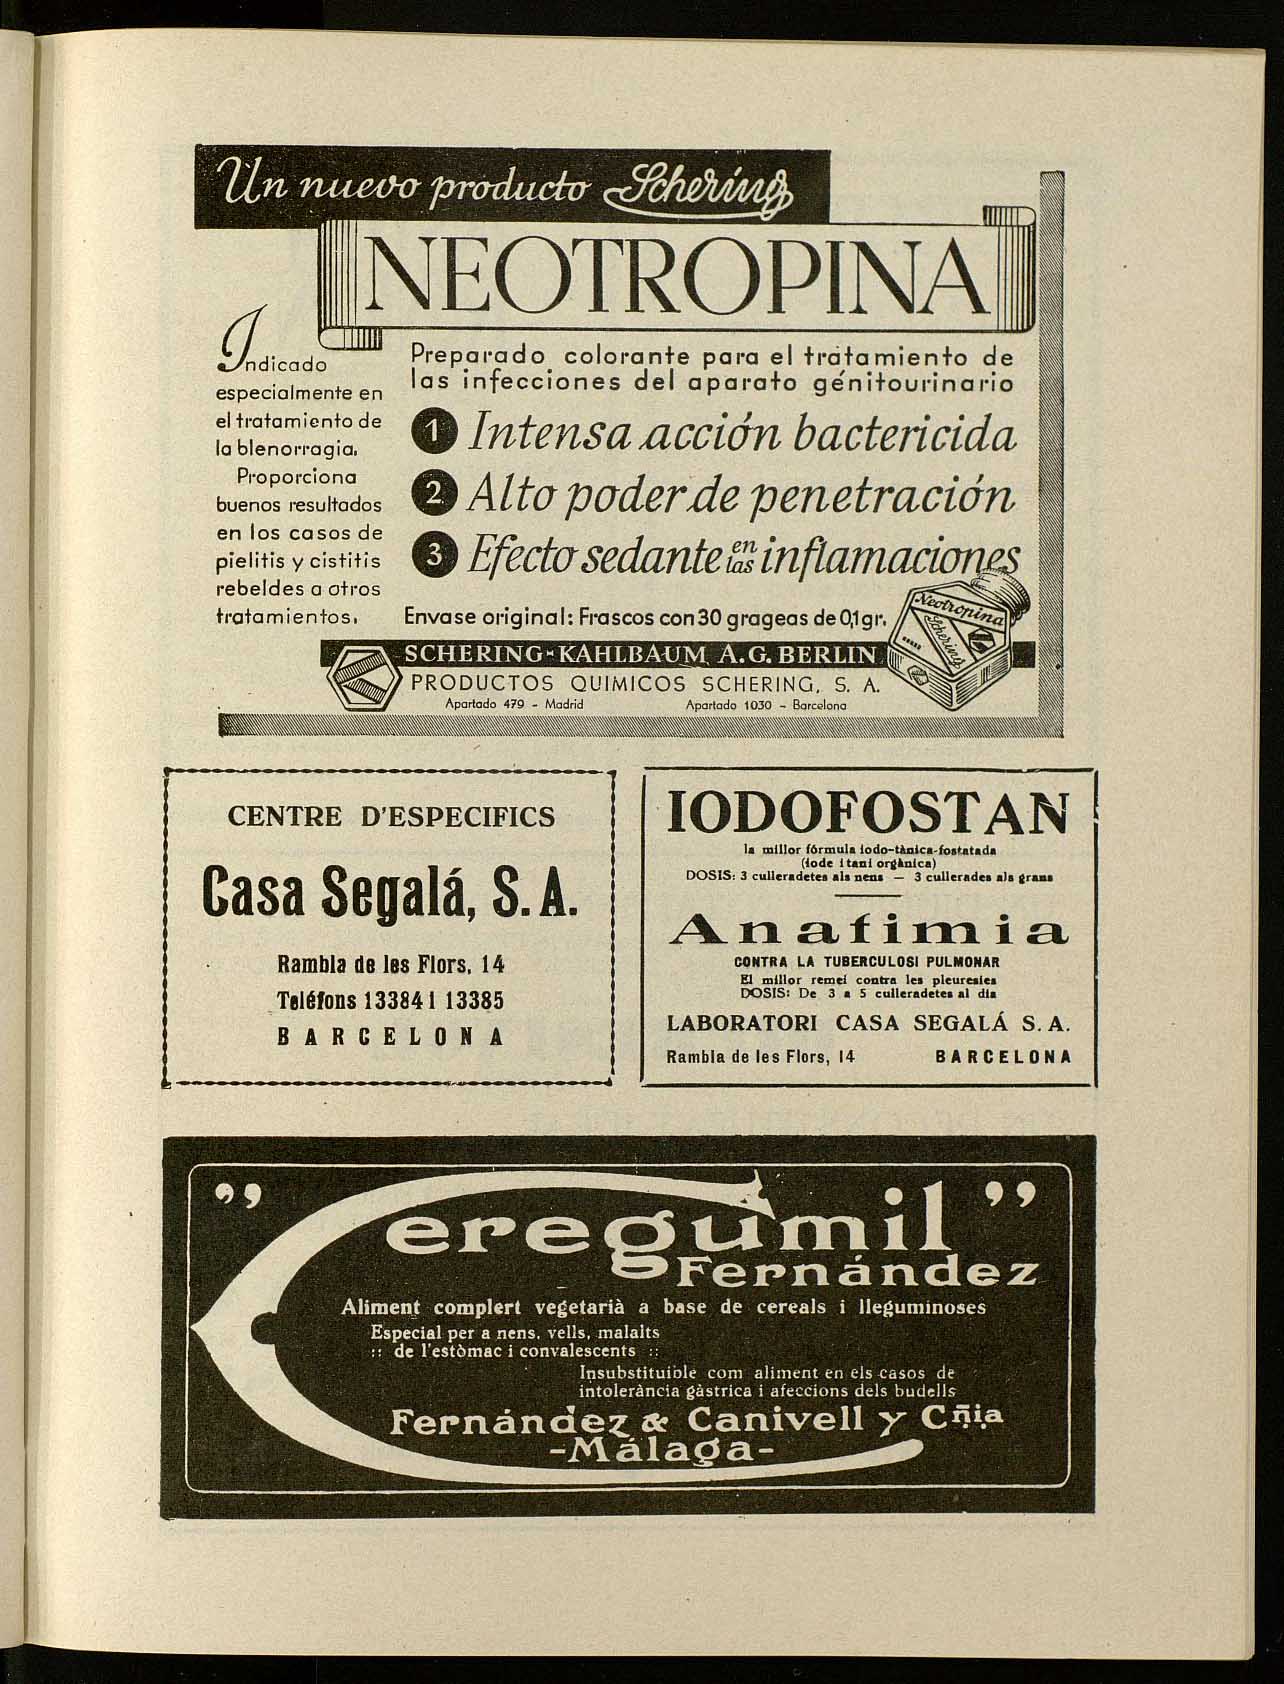 Un nuevo producto Schering
NEOTROPINA
Indicado
especialmente en
el tratamiento de
la blenorragia.
Proporciona
buenos resultados
en los casos de
pielitis y cistitis
rebeldes a otros
tratamientos.
Preparado colorante para el tratamiento de
las infecciones del aparato génitourinario
1 Intensa acción bactericida
2 Alto poder de penetración
3 Efecto sedante en las inflamaciones
Envase original: Frascos con 30 grageas de 0,1 gr.
Neotropina
Schering
SCHERING-KAHLBAUM A.G. BERLIN
PRODUCTOS QUIMICOS SCHERING, S. A.
Apartado 479 - Madrid Apartado 1030 - Barcelona
CENTRE D'ESPECIFICS
Casa Segalá, S. A.
Rambla de les Flors, 14
Teléfons 13384 i 13385
BARCELONA
IODOFOSTAN
la millor fórmula iodo-tànica-fostatada
(iode i tani orgànica)
DOSIS: 3 culleradetes als nens — 3 cullerades als grans
Anafimia
CONTRA LA TUBERCULOSI PULMONAR
El millor remei contra les pleuresies
DOSIS: De 3 a 5 culleradetes al dia
LABORATORI CASA SEGALÁ S. A.
Rambla de les Flors, 14 BARCELONA
"Ceregumil"
Fernández
Aliment complert vegetarià a base de cereals i lleguminoses
Especial per a nens, vells, malalts
:: de l'estòmac i convalescents ::
Insubstituible com aliment en els casos de
intolerància gàstrica i afeccions dels budells
Fernández & Canivell y Cñia
-Málaga-